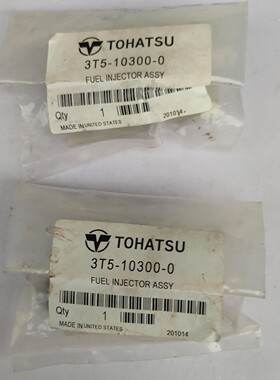 TOHATSU
3T5-10300-0
FUEL INJECTOR ASSY
Qty 1
MADE IN UNITED STATES 201014
TOHATSU
3T5-10300-0
FUEL INJECTOR ASSY
Qty 1
MADE IN UNITED STATES 201014